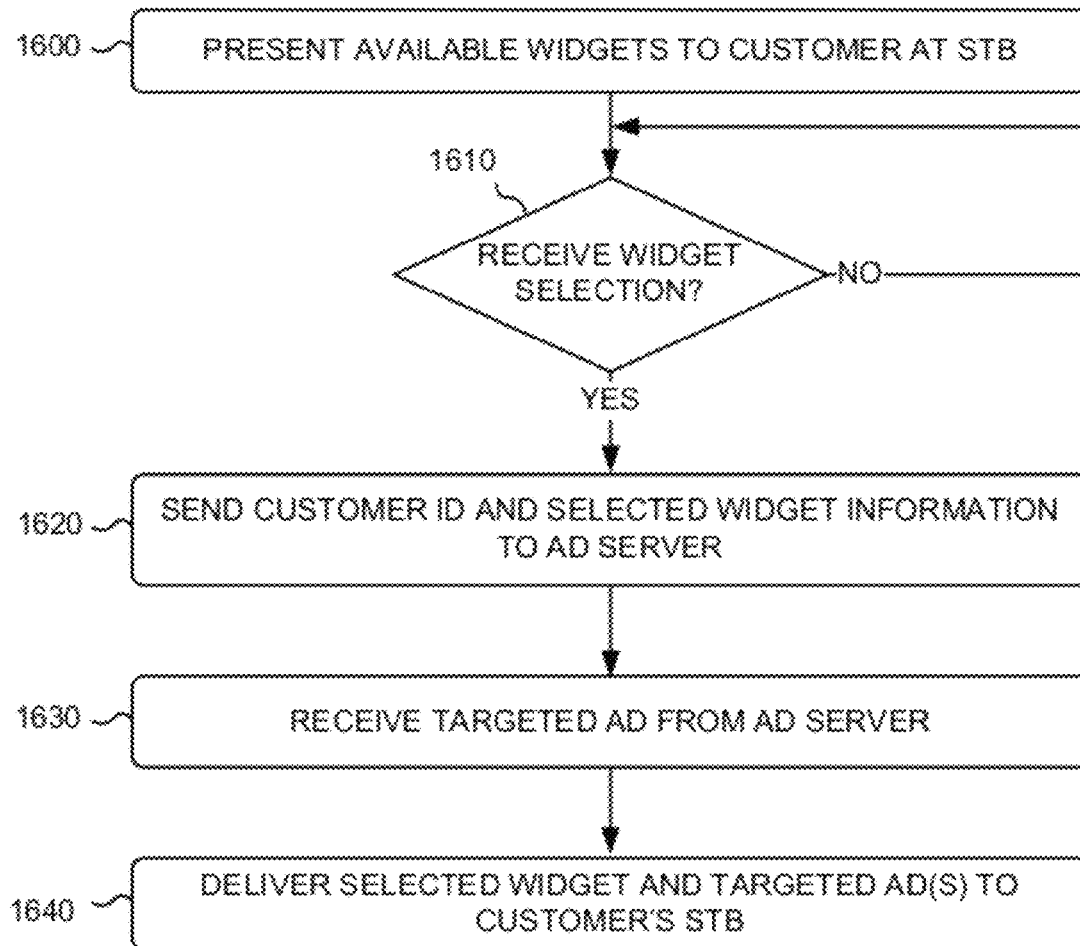 1600
PRESENT AVAILABLE WIDGETS TO CUSTOMER AT STB
1610
RECEIVE WIDGET
SELECTION?
NO
YES
1620
SEND CUSTOMER ID AND SELECTED WIDGET INFORMATION
TO AD SERVER
1630
RECEIVE TARGETED AD FROM AD SERVER
1640
DELIVER SELECTED WIDGET AND TARGETED AD(S) TO
CUSTOMER'S STB